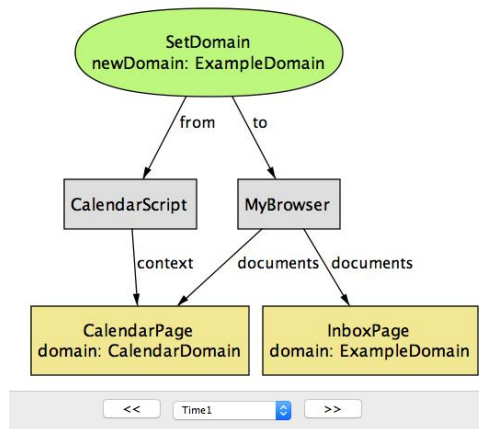 SetDomain
newDomain: ExampleDomain
from
to
CalendarScript
MyBrowser
context
documents
documents
CalendarPage
domain: CalendarDomain
InboxPage
domain: ExampleDomain
<<
Time1
>>